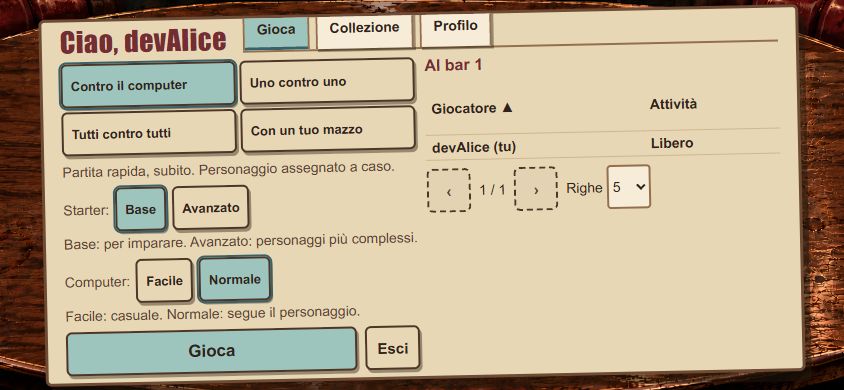 Ciao, devAlice
Gioca
Collezione
Profilo
Contro il computer
Uno contro uno
Tutti contro tutti
Con un tuo mazzo
Partita rapida, subito. Personaggio assegnato a caso.
Starter: Base Avanzato
Base: per imparare. Avanzato: personaggi più complessi.
Computer: Facile Normale
Facile: casuale. Normale: segue il personaggio.
Gioca
Esci
Al bar 1
Giocatore ▲ Attività
devAlice (tu) Libero
‹ 1 / 1 › Righe 5